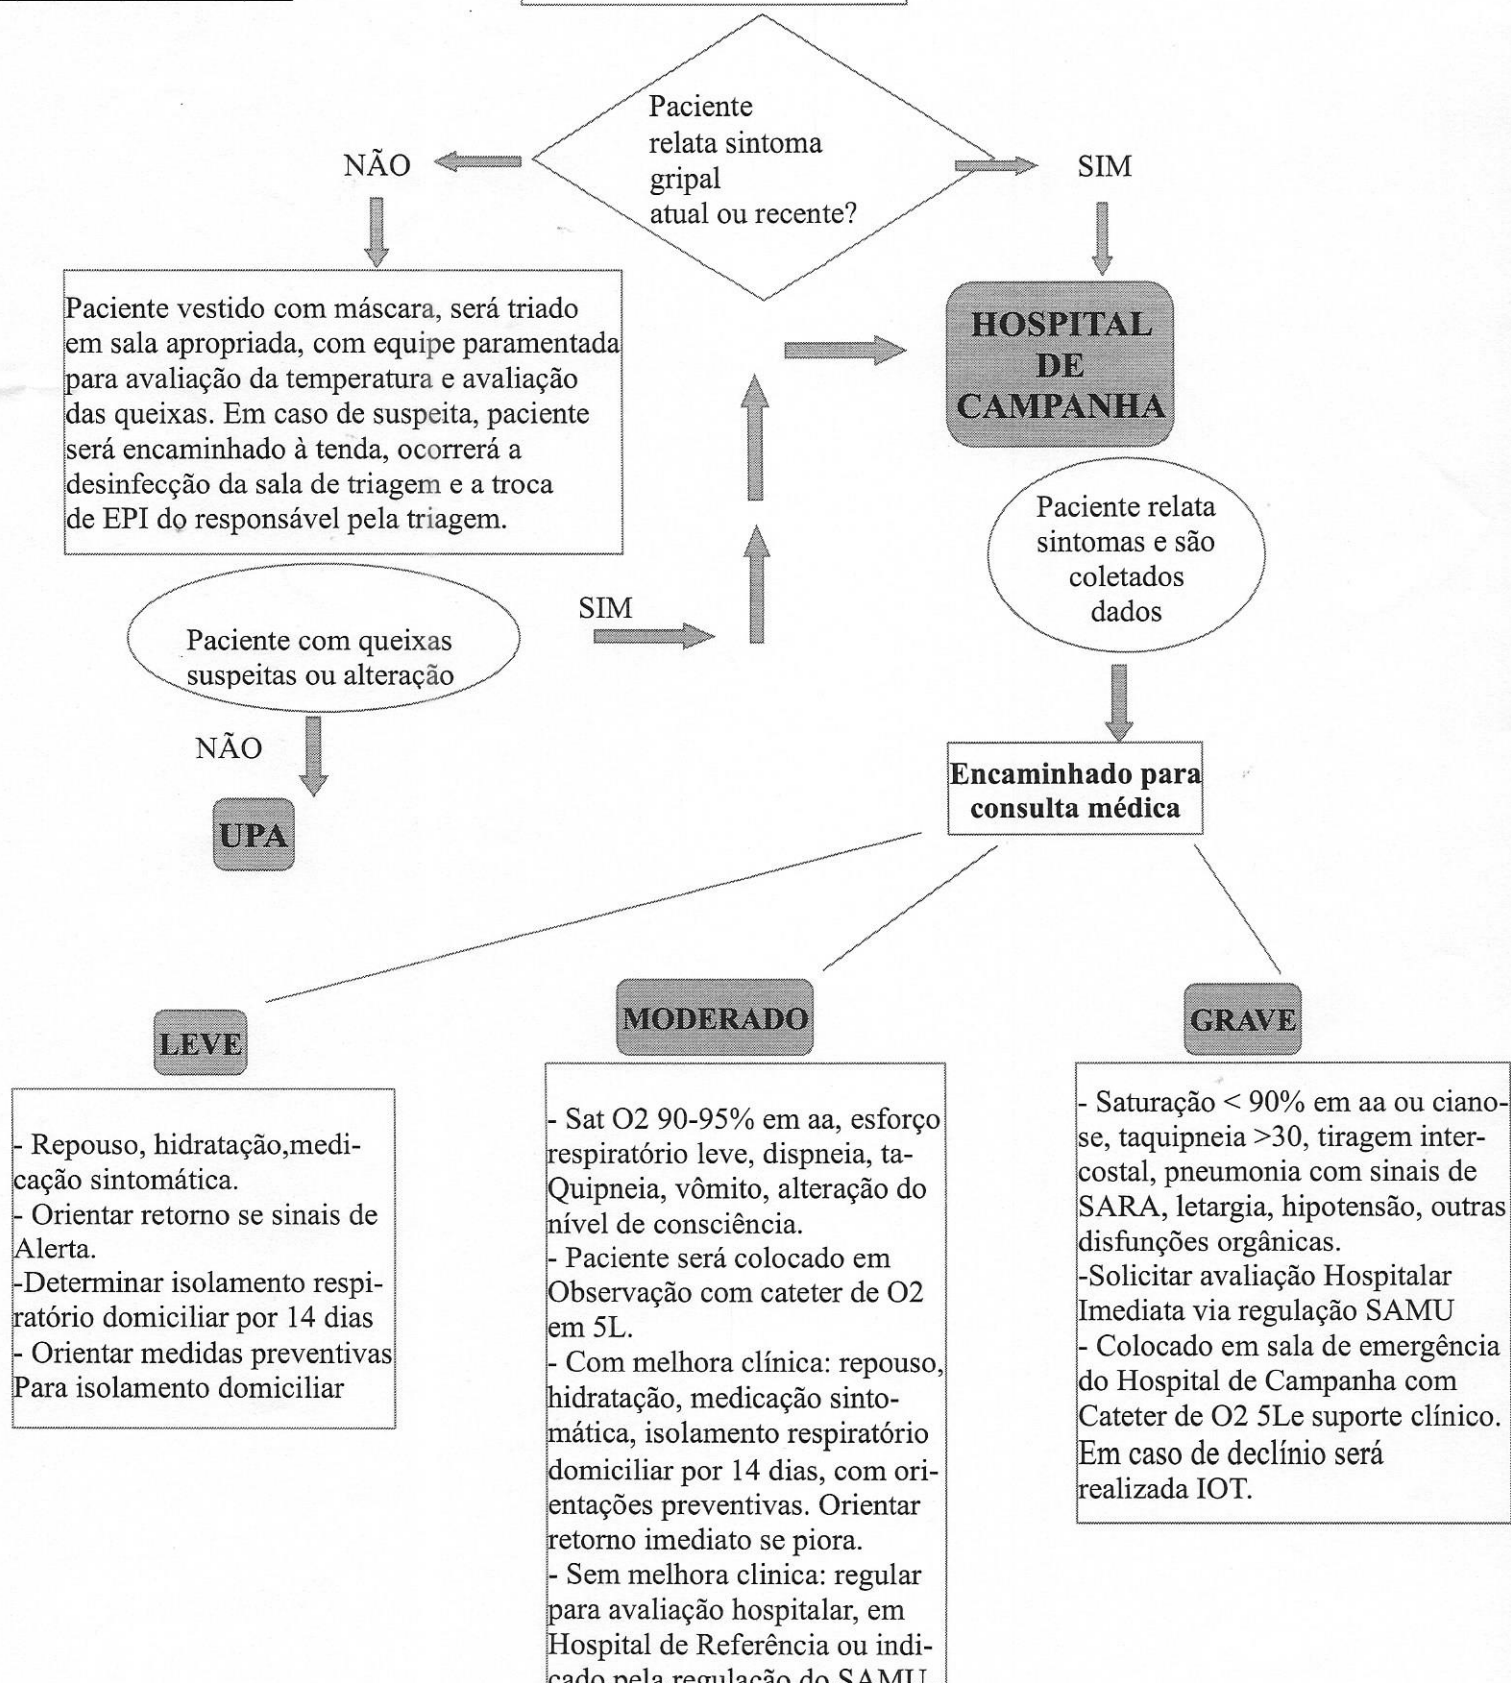 Paciente
relata sintoma
gripal
atual ou recente?
NÃO
SIM
Paciente vestido com máscara, será triado
em sala apropriada, com equipe paramentada
para avaliação da temperatura e avaliação
das queixas. Em caso de suspeita, paciente
será encaminhado à tenda, ocorrerá a
desinfecção da sala de triagem e a troca
de EPI do responsável pela triagem.
HOSPITAL
DE
CAMPANHA
Paciente relata
sintomas e são
coletados
dados
Paciente com queixas
suspeitas ou alteração
SIM
NÃO
UPA
Encaminhado para
consulta médica
LEVE
- Repouso, hidratação,medi-
cação sintomática.
- Orientar retorno se sinais de
Alerta.
-Determinar isolamento respi-
ratório domiciliar por 14 dias
- Orientar medidas preventivas
Para isolamento domiciliar
MODERADO
- Sat O2 90-95% em aa, esforço
respiratório leve, dispneia, ta-
Quipneia, vômito, alteração do
nível de consciência.
- Paciente será colocado em
Observação com cateter de O2
em 5L.
- Com melhora clínica: repouso,
hidratação, medicação sinto-
mática, isolamento respiratório
domiciliar por 14 dias, com ori-
entações preventivas. Orientar
retorno imediato se piora.
- Sem melhora clinica: regular
para avaliação hospitalar, em
Hospital de Referência ou indi-
cado pela regulação do SAMU
GRAVE
- Saturação < 90% em aa ou ciano-
se, taquipneia >30, tiragem inter-
costal, pneumonia com sinais de
SARA, letargia, hipotensão, outras
disfunções orgânicas.
-Solicitar avaliação Hospitalar
Imediata via regulação SAMU
- Colocado em sala de emergência
do Hospital de Campanha com
Cateter de O2 5Le suporte clínico.
Em caso de declínio será
realizada IOT.